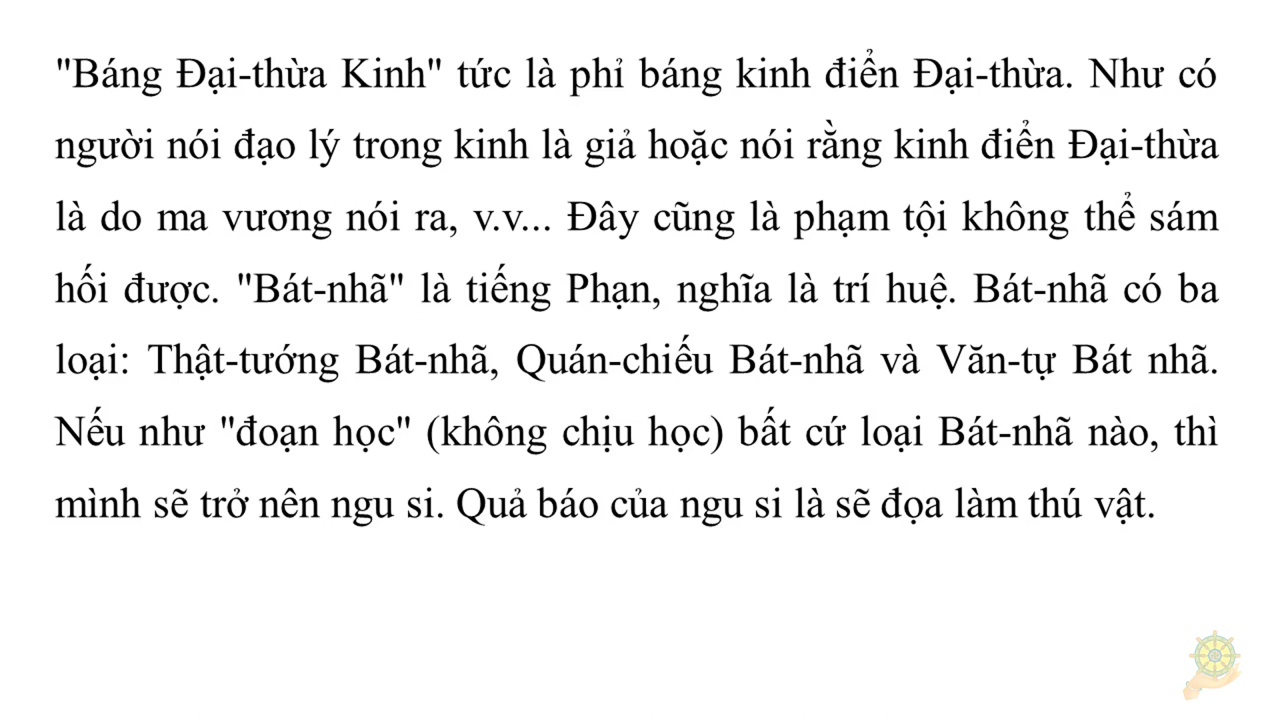 "Báng Đại-thừa Kinh" tức là phỉ báng kinh điển Đại-thừa. Như có
người nói đạo lý trong kinh là giả hoặc nói rằng kinh điển Đại-thừa
là do ma vương nói ra, v.v... Đây cũng là phạm tội không thể sám
hối được. "Bát-nhã" là tiếng Phạn, nghĩa là trí huệ. Bát-nhã có ba
loại: Thật-tướng Bát-nhã, Quán-chiếu Bát-nhã và Văn-tự Bát nhã.
Nếu như "đoạn học" (không chịu học) bất cứ loại Bát-nhã nào, thì
mình sẽ trở nên ngu si. Quả báo của ngu si là sẽ đọa làm thú vật.